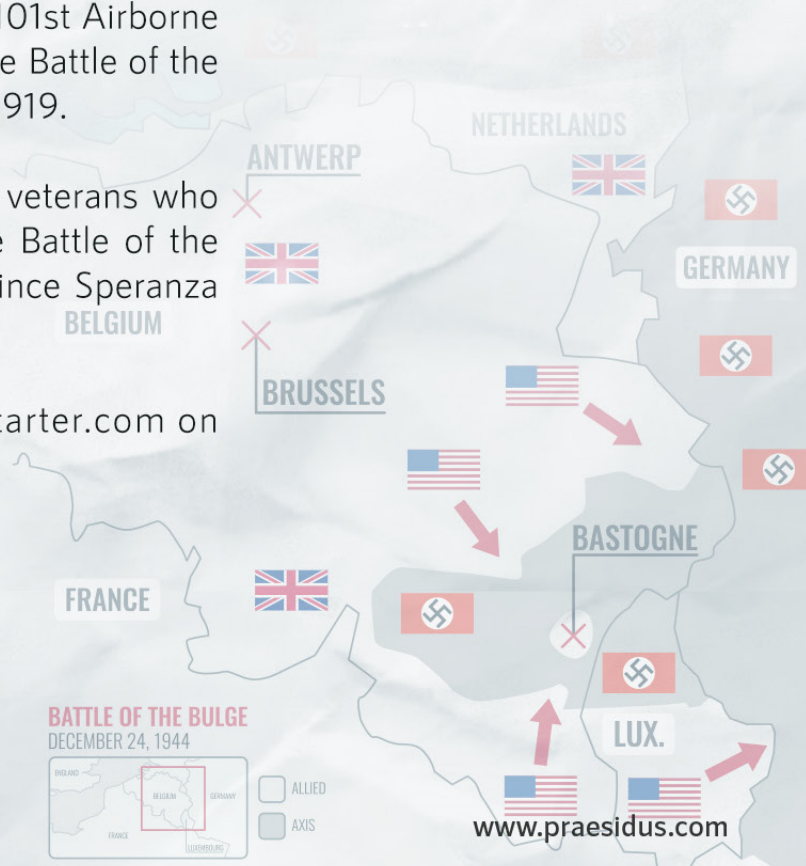 101st Airborne
e Battle of the
919.
veterans who
e Battle of the
ince Speranza
tarter.com on
NETHERLANDS
ANTWERP
GERMANY
BELGIUM
BRUSSELS
BASTOGNE
FRANCE
LUX.
BATTLE OF THE BULGE
DECEMBER 24, 1944
ENGLAND
BELGIUM
GERMANY
FRANCE
LUXEMBOURG
ALLIED
AXIS
www.praesidus.com